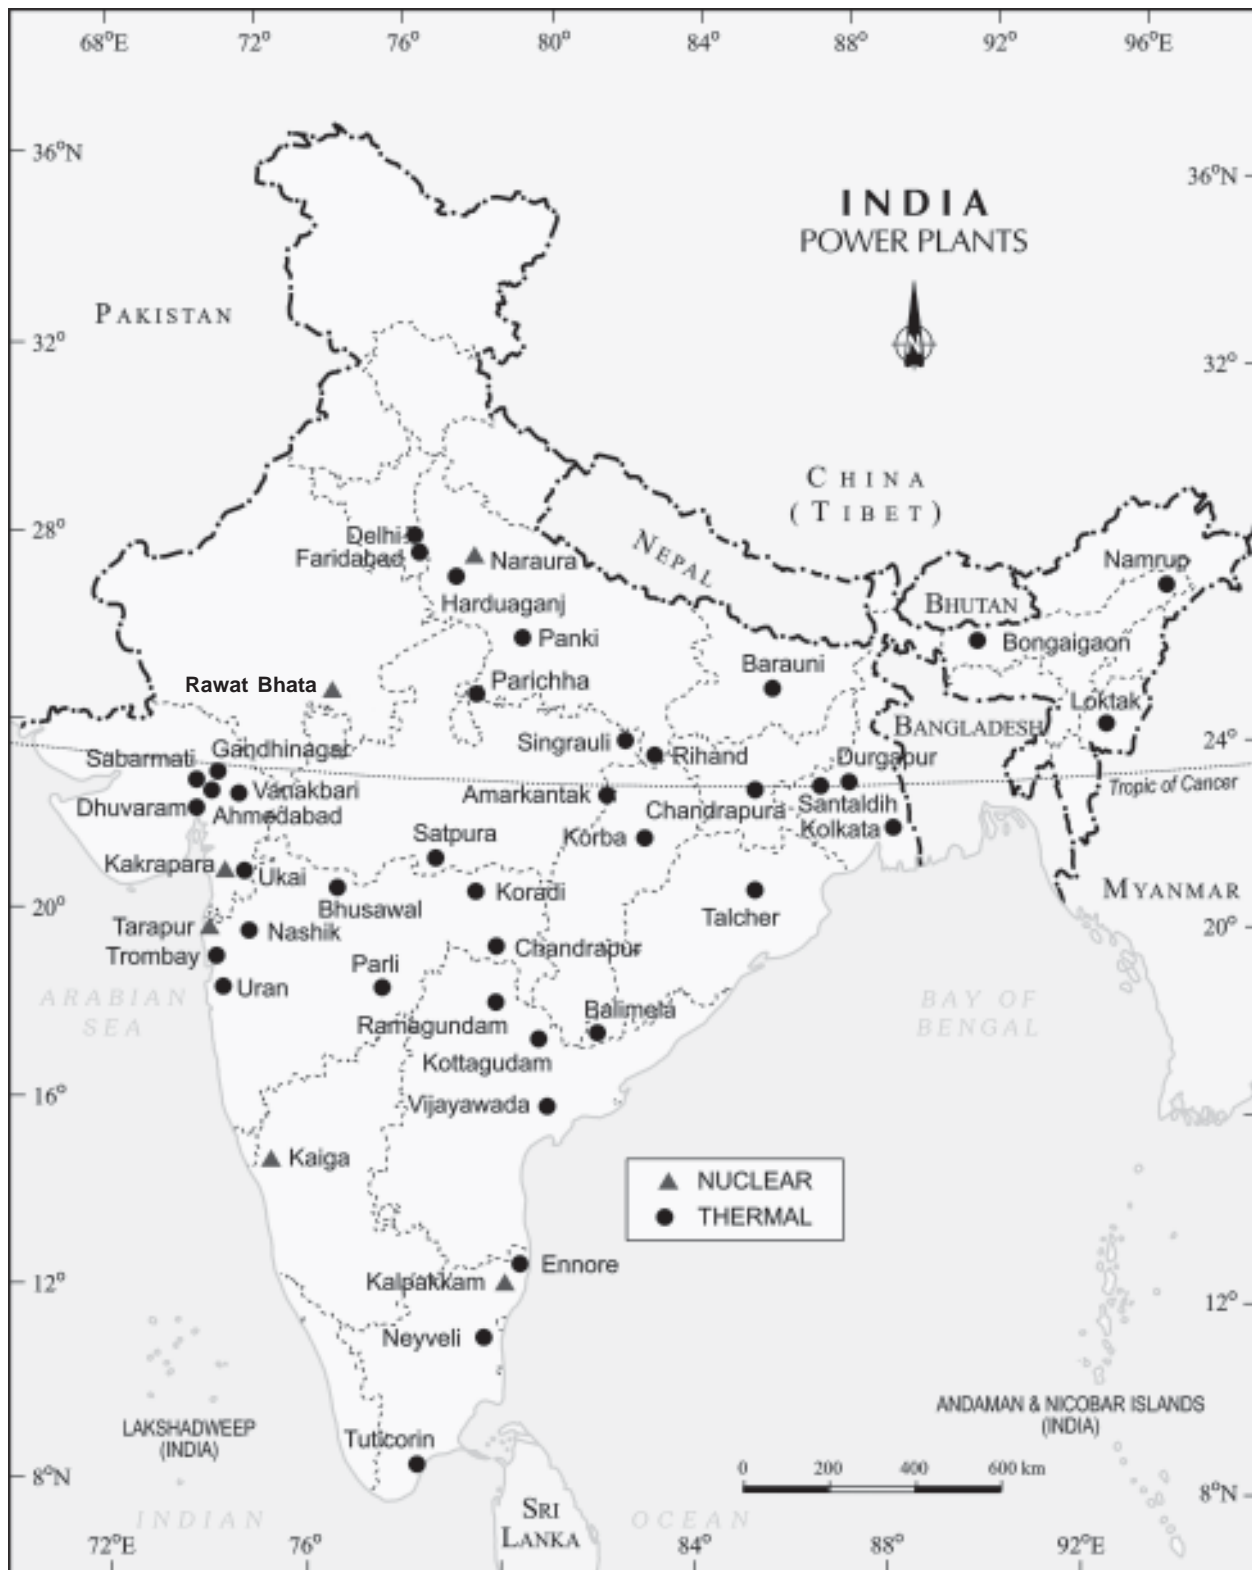 68°E 72° 76° 80° 84° 88° 92° 96°E
36°N
36°N
INDIA
POWER PLANTS
PAKISTAN
N
32°
32°
CHINA
(TIBET)
28°
Delhi
Faridabad
Naraura
NEPAL
Namrup
Harduaganj
BHUTAN
Panki
Bongaigaon
Barauni
Rawat Bhata
Parichha
Loktak
BANGLADESH
24°
Singrauli
Rihand
Durgapur
Sabarmati
Gandhinagar
Tropic of Cancer
Vanakbari
Amarkantak
Dhuvaram
Ahmedabad
Chandrapura
Santaldih
Kolkata
Satpura
Korba
Kakrapara
Ukai
Koradi
MYANMAR
20°
Bhusawal
Talcher
20°
Tarapur
Nashik
Trombay
Chandrapur
Parli
Uran
ARABIAN
SEA
BAY OF
BENGAL
Balimela
Ramagundam
Kottagudam
16°
Vijayawada
Kaiga
NUCLEAR
THERMAL
Ennore
12°
Kalpakkam
12°
Neyveli
LAKSHADWEEP
(INDIA)
ANDAMAN & NICOBAR ISLANDS
(INDIA)
Tuticorin
0 200 400 600 km
8°N
8°N
SRI
LANKA
INDIAN OCEAN
72°E 76° 84° 88° 92°E